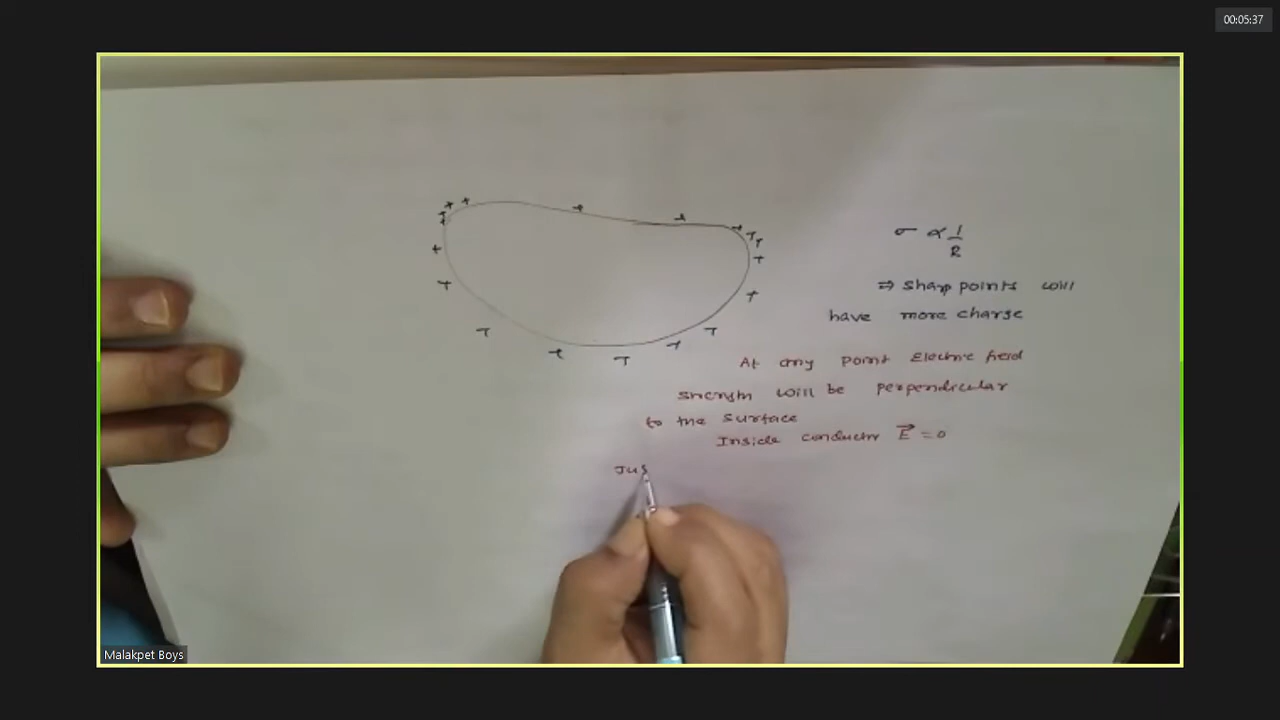 00:05:37
σ ∝ 1/R
⇒ Sharp points will
have more charge
At any point Electric field
strength will be perpendicular
to the surface
Inside conductor E⃗ = 0
Jus
Malakpet Boys